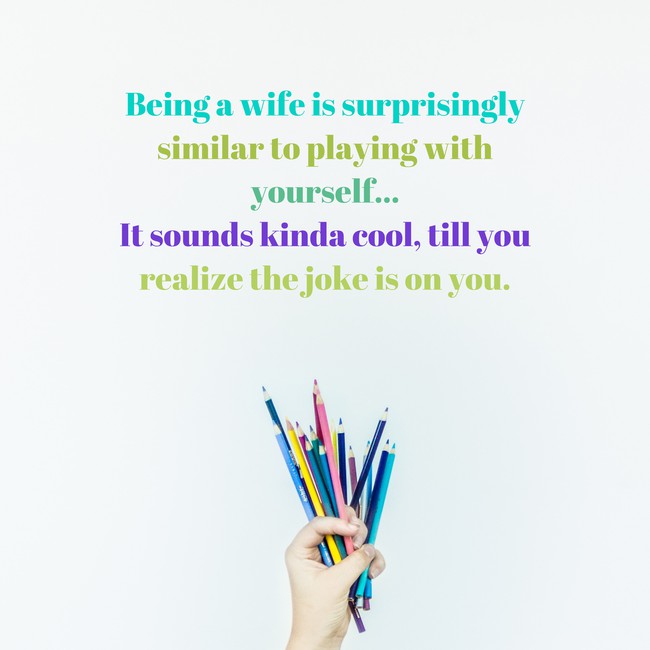 Being a wife is surprisingly
similar to playing with
yourself...
It sounds kinda cool, till you
realize the joke is on you.